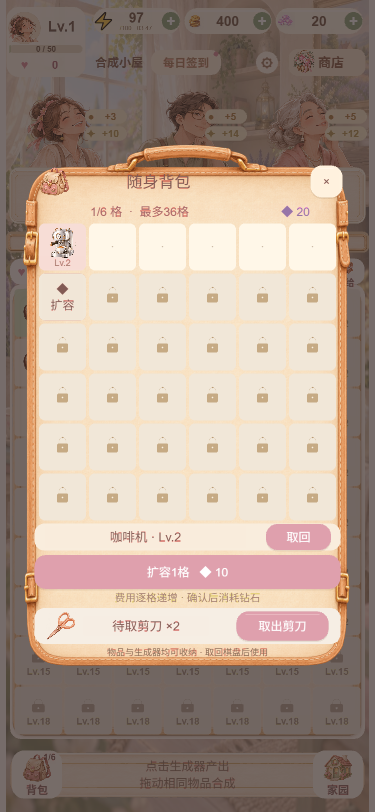 Lv.1
97
400
20
0 / 50
0
合成小屋
每日签到
商店
+3
+10
+5
+14
+5
+12
随身背包
×
1/6 格 · 最多36格
20
Lv.2
扩容
咖啡机 · Lv.2
取回
扩容1格 ◆ 10
费用逐格递增 · 确认后消耗钻石
待取剪刀 ×2
取出剪刀
物品与生成器均可收纳 · 取回棋盘后使用
Lv.15 Lv.15 Lv.15 Lv.15 Lv.15 Lv.15 Lv.15
Lv.18 Lv.18 Lv.18 Lv.18 Lv.18 Lv.18 Lv.18
1/6
背包
点击生成器产出
拖动相同物品合成
家园